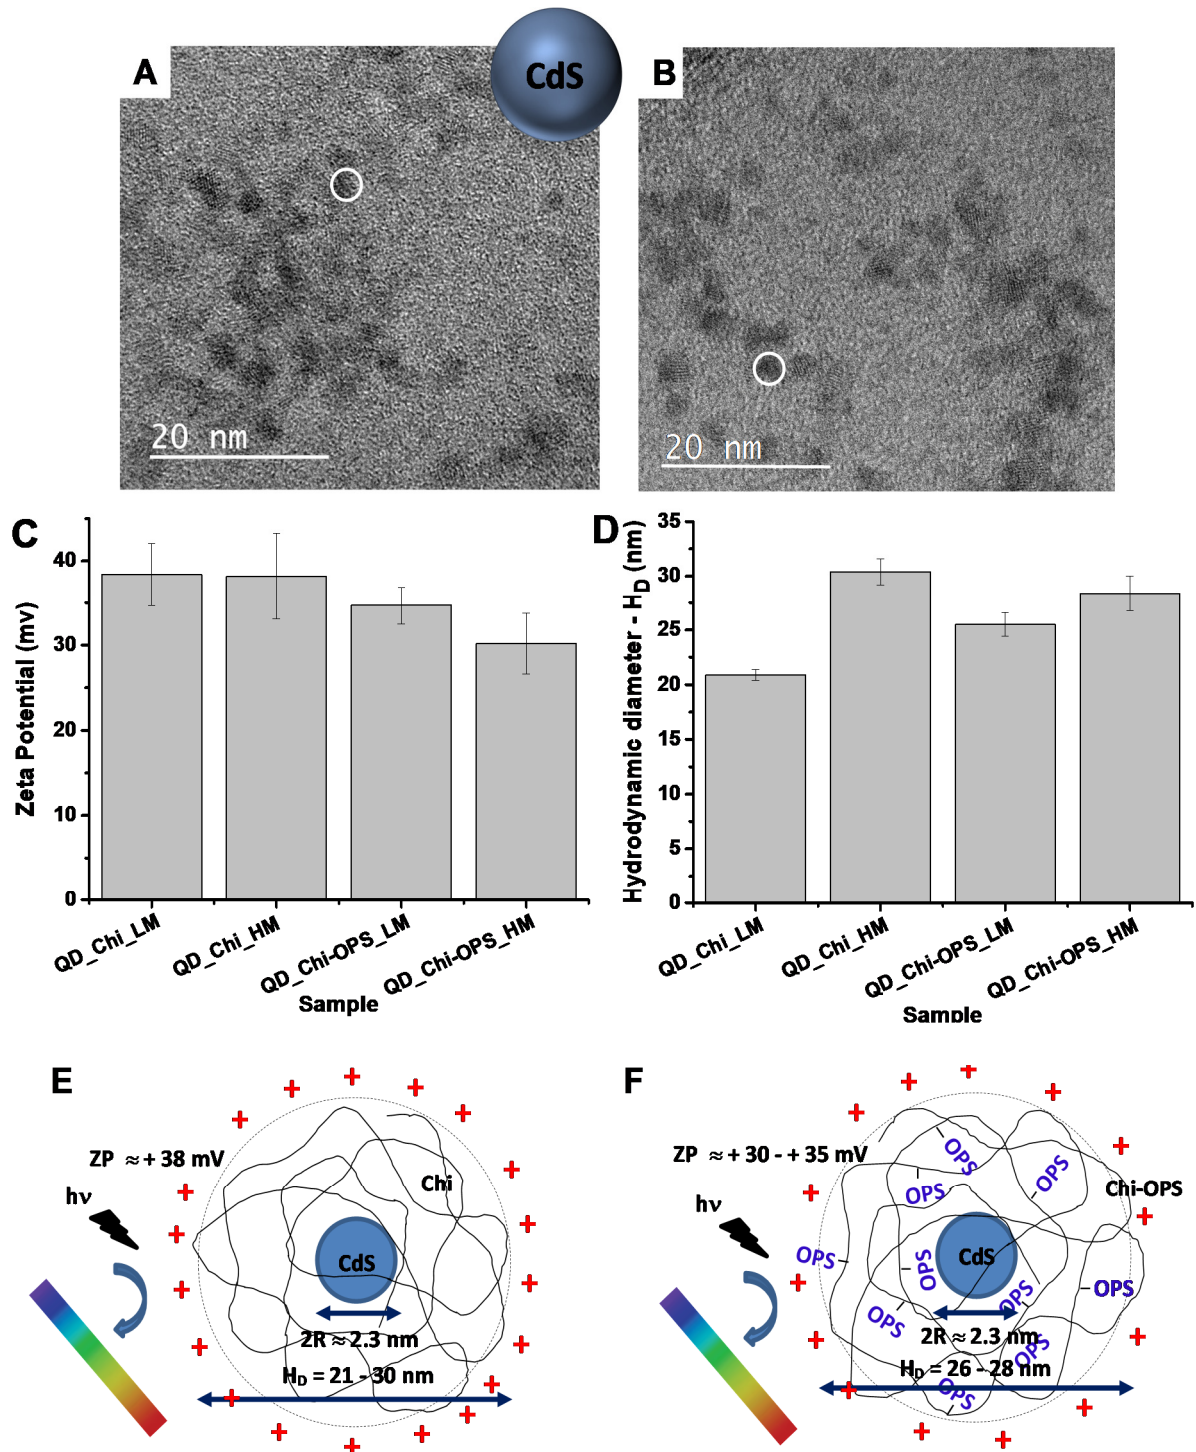 A
CdS
B
20 nm
20 nm
C
Zeta Potential (mv)
40
30
20
10
0
QD_Chi_LM
QD_Chi_HM
QD_Chi-OPS_LM
QD_Chi-OPS_HM
Sample
D
Hydrodynamic diameter - HD (nm)
35
30
25
20
15
10
5
0
QD_Chi_LM
QD_Chi_HM
QD_Chi-OPS_LM
QD_Chi-OPS_HM
Sample
E
ZP ≈ + 38 mV
hν
Chi
CdS
2R ≈ 2.3 nm
HD = 21 - 30 nm
F
ZP ≈ + 30 - + 35 mV
hν
OPS
OPS
OPS
Chi-OPS
OPS
OPS
CdS
OPS
OPS
OPS
2R ≈ 2.3 nm
OPS
HD = 26 - 28 nm
OPS